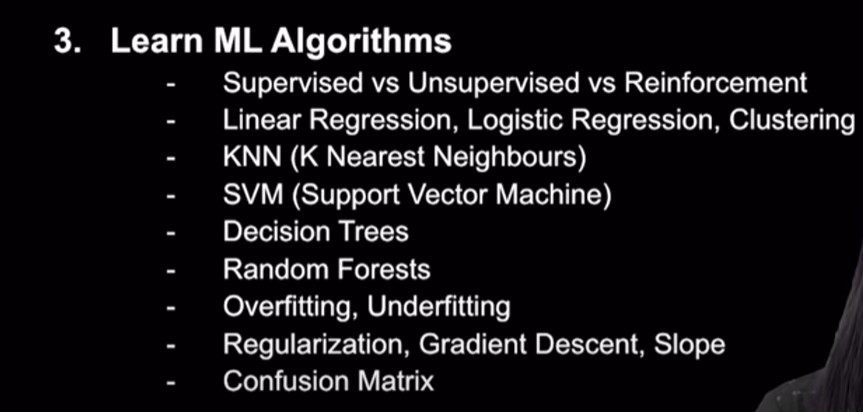 3. Learn ML Algorithms
- Supervised vs Unsupervised vs Reinforcement
- Linear Regression, Logistic Regression, Clustering
- KNN (K Nearest Neighbours)
- SVM (Support Vector Machine)
- Decision Trees
- Random Forests
- Overfitting, Underfitting
- Regularization, Gradient Descent, Slope
- Confusion Matrix